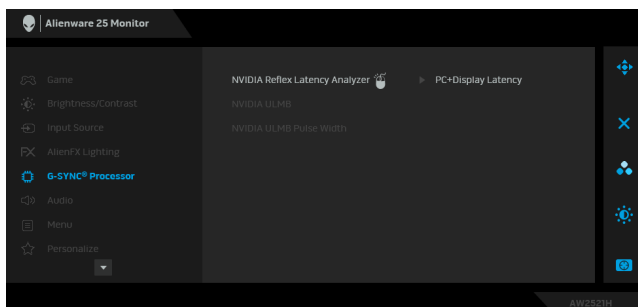 Alienware 25 Monitor
Game
Brightness/Contrast
Input Source
AlienFX Lighting
G-SYNC® Processor
Audio
Menu
Personalize
NVIDIA Reflex Latency Analyzer PC+Display Latency
NVIDIA ULMB
NVIDIA ULMB Pulse Width
AW2521H